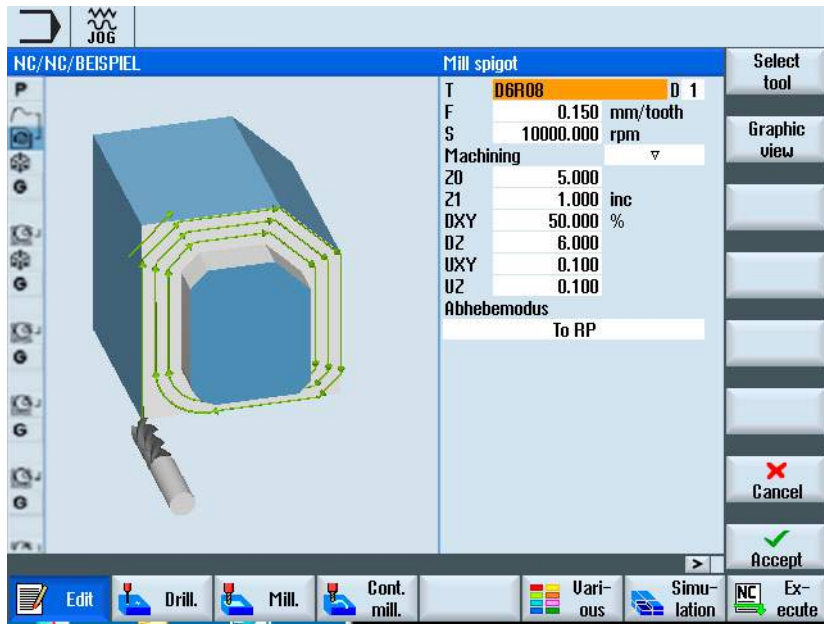 JOG
NC/NC/BEISPIEL
Mill spigot
Select
tool
P
T D6R08 D 1
F 0.150 mm/tooth
S 10000.000 rpm
Graphic
view
Machining ▽
Z0 5.000
Z1 1.000 inc
DXY 50.000 %
DZ 6.000
UXY 0.100
UZ 0.100
Abhebemodus
To RP
G
G
G
G
G
Cancel
Accept
>
Edit
Drill.
Mill.
Cont.
mill.
Vari-
ous
Simu-
lation
NC Ex-
ecute